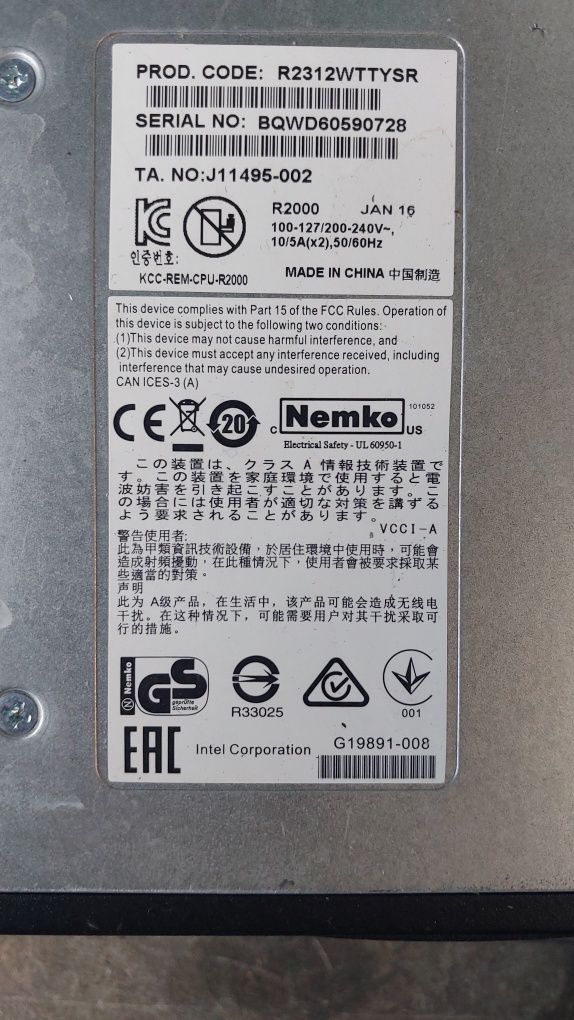 PROD. CODE: R2312WTTYSR
SERIAL NO: BQWD60590728
TA. NO:J11495-002
R2000 JAN 16
100-127/200-240V~,
10/5A(x2),50/60Hz
인증번호:
KCC-REM-CPU-R2000
MADE IN CHINA 中国制造
This device complies with Part 15 of the FCC Rules. Operation of
this device is subject to the following two conditions:
(1)This device may not cause harmful interference, and
(2)This device must accept any interference received, including
interference that may cause undesired operation.
CAN ICES-3 (A)
CE
20
c Nemko US
101052
Electrical Safety - UL 60950-1
この装置は、クラス A 情報技術装置で
す。この装置を家庭環境で使用すると電
波妨害を引き起こすことがあります。こ
の場合には使用者が適切な対策を講ずる
よう要求されることがあります。
VCCI-A
警告使用者:
此為甲類資訊技術設備，於居住環境中使用時，可能會
造成射頻擾動，在此種情況下，使用者會被要求採取某
些適當的對策。
声明
此为 A级产品，在生活中，该产品可能会造成无线电
干扰。在这种情况下，可能需要用户对其干扰采取可
行的措施。
N Nemko
GS
geprüfte
Sicherheit
R33025
001
EAC
Intel Corporation
G19891-008